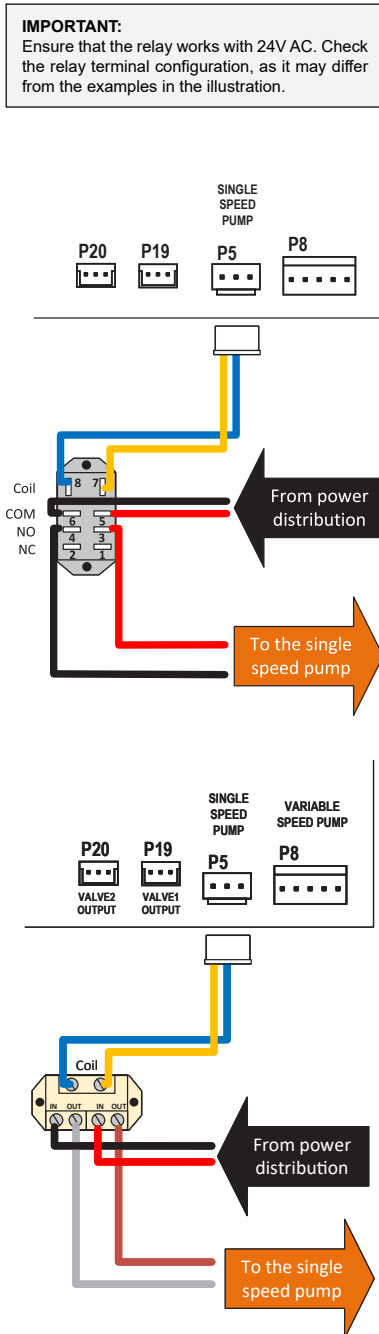 IMPORTANT:
Ensure that the relay works with 24V AC. Check
the relay terminal configuration, as it may differ
from the examples in the illustration.
SINGLE
SPEED
PUMP
P20
P19
P5
P8
8 7
Coil
COM
6 5
NO
4 3
NC
2 1
From power
distribution
To the single
speed pump
SINGLE
SPEED
PUMP
VARIABLE
SPEED PUMP
P20
P19
P5
P8
VALVE2
OUTPUT
VALVE1
OUTPUT
Coil
IN OUT IN OUT
From power
distribution
To the single
speed pump